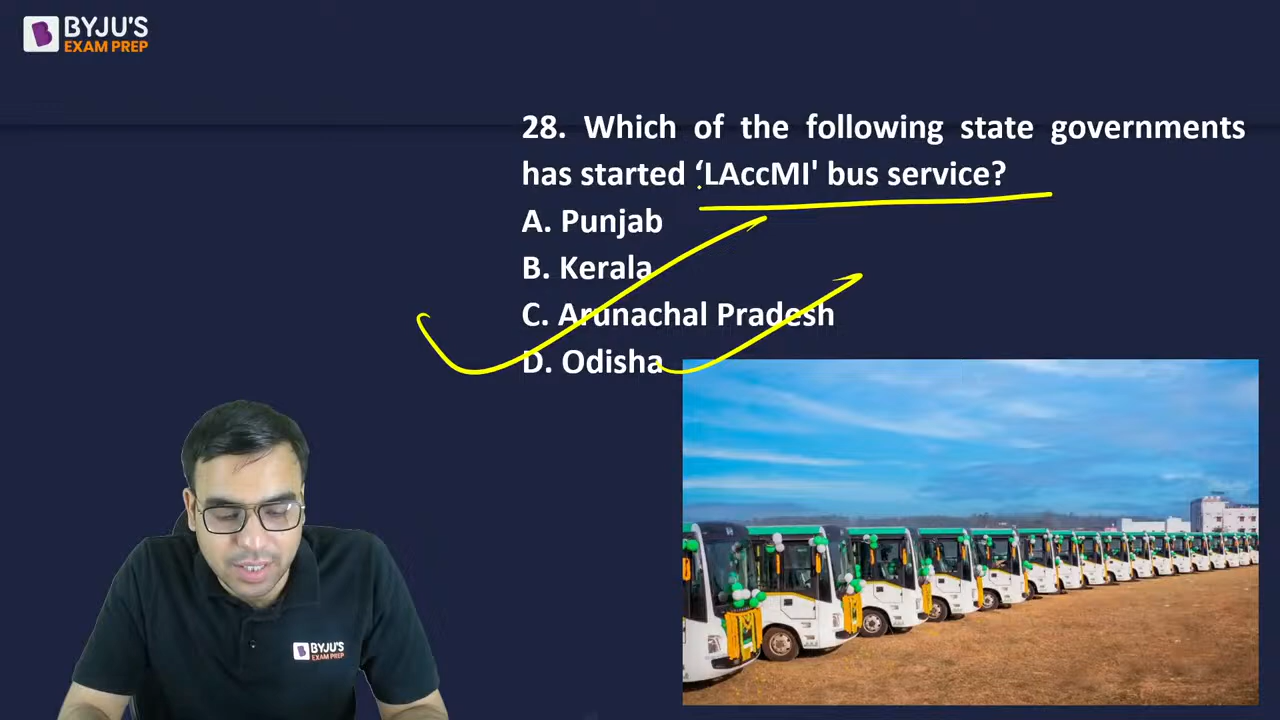 BYJU'S
EXAM PREP
28. Which of the following state governments
has started ‘LAccMI' bus service?
A. Punjab
B. Kerala
C. Arunachal Pradesh
D. Odisha
BYJU'S
EXAM PREP